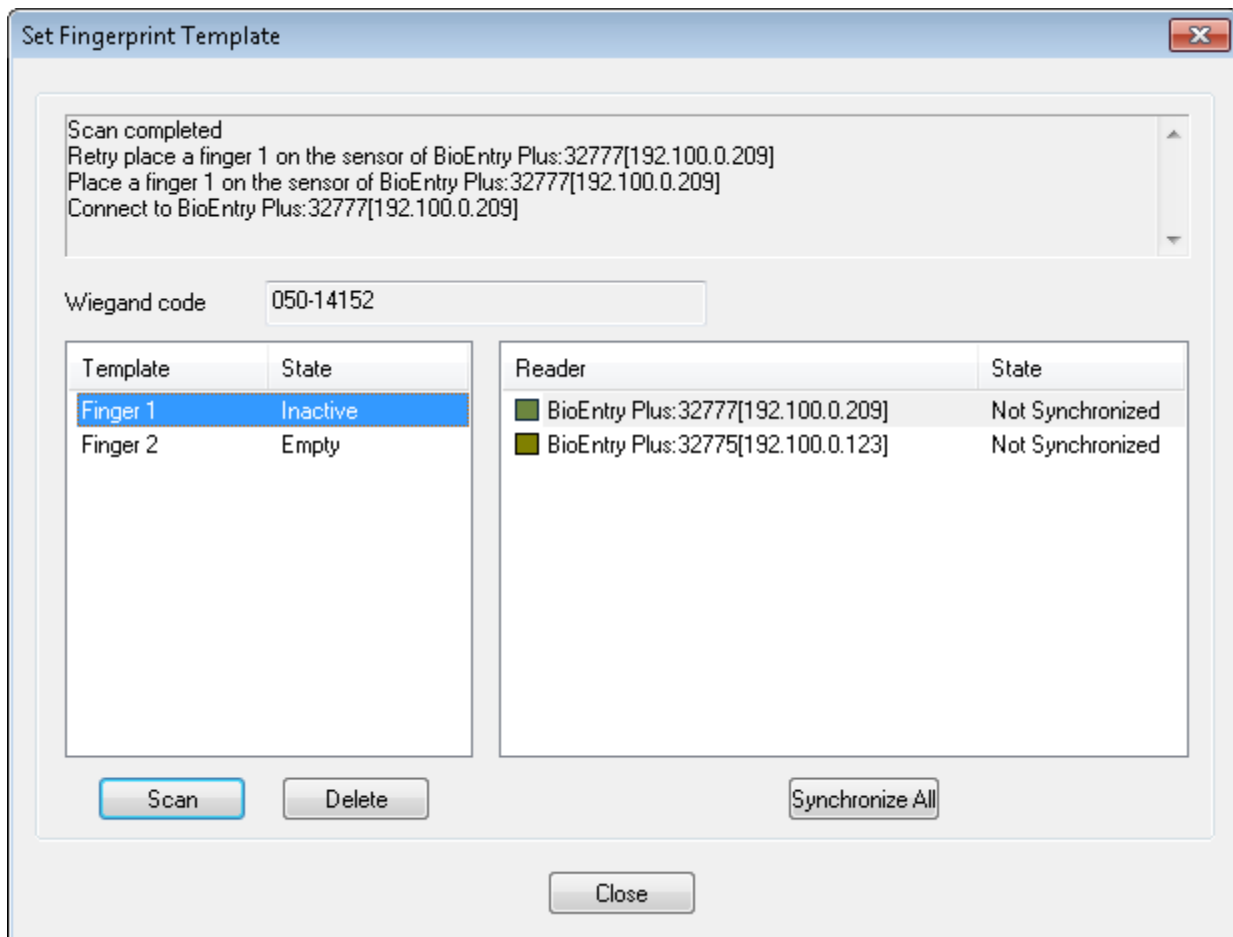 Set Fingerprint Template
Scan completed
Retry place a finger 1 on the sensor of BioEntry Plus:32777[192.100.0.209]
Place a finger 1 on the sensor of BioEntry Plus:32777[192.100.0.209]
Connect to BioEntry Plus:32777[192.100.0.209]
Wiegand code 050-14152
Template State Reader State
Finger 1 Inactive BioEntry Plus:32777[192.100.0.209] Not Synchronized
Finger 2 Empty BioEntry Plus:32775[192.100.0.123] Not Synchronized
Scan Delete Synchronize All
Close